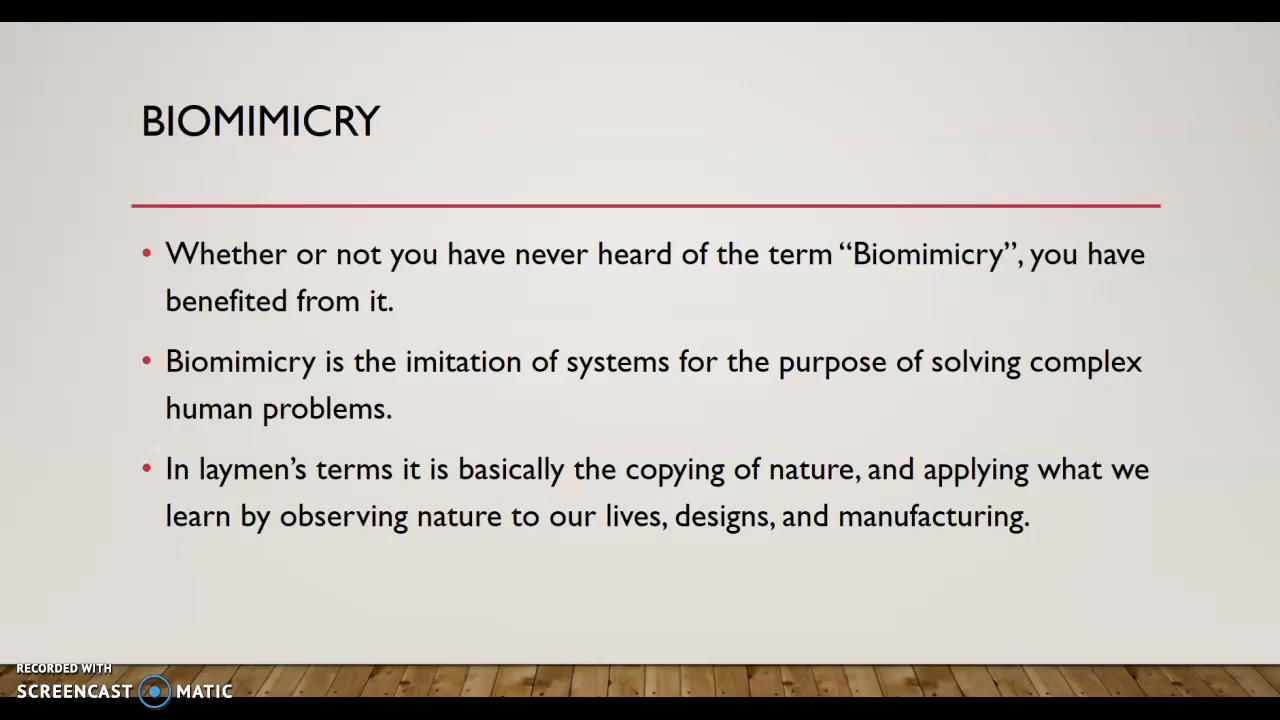 BIOMIMICRY
• Whether or not you have never heard of the term “Biomimicry”, you have
benefited from it.
• Biomimicry is the imitation of systems for the purpose of solving complex
human problems.
• In laymen’s terms it is basically the copying of nature, and applying what we
learn by observing nature to our lives, designs, and manufacturing.
RECORDED WITH
SCREENCAST MATIC